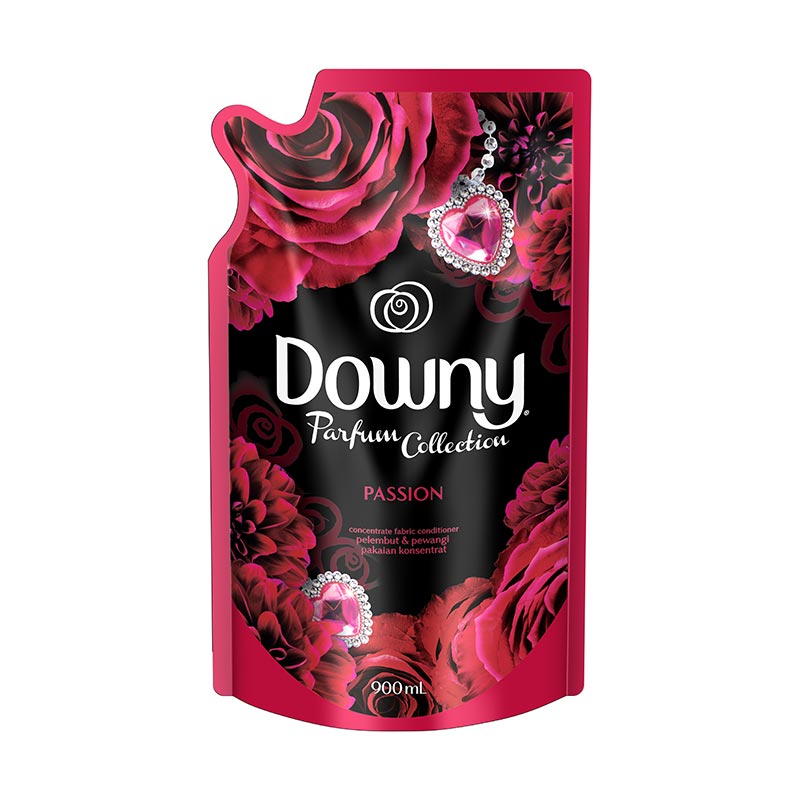 Downy®
Parfum Collection
PASSION
concentrate fabric conditioner
pelembut & pewangi
pakaian konsentrat
900mL